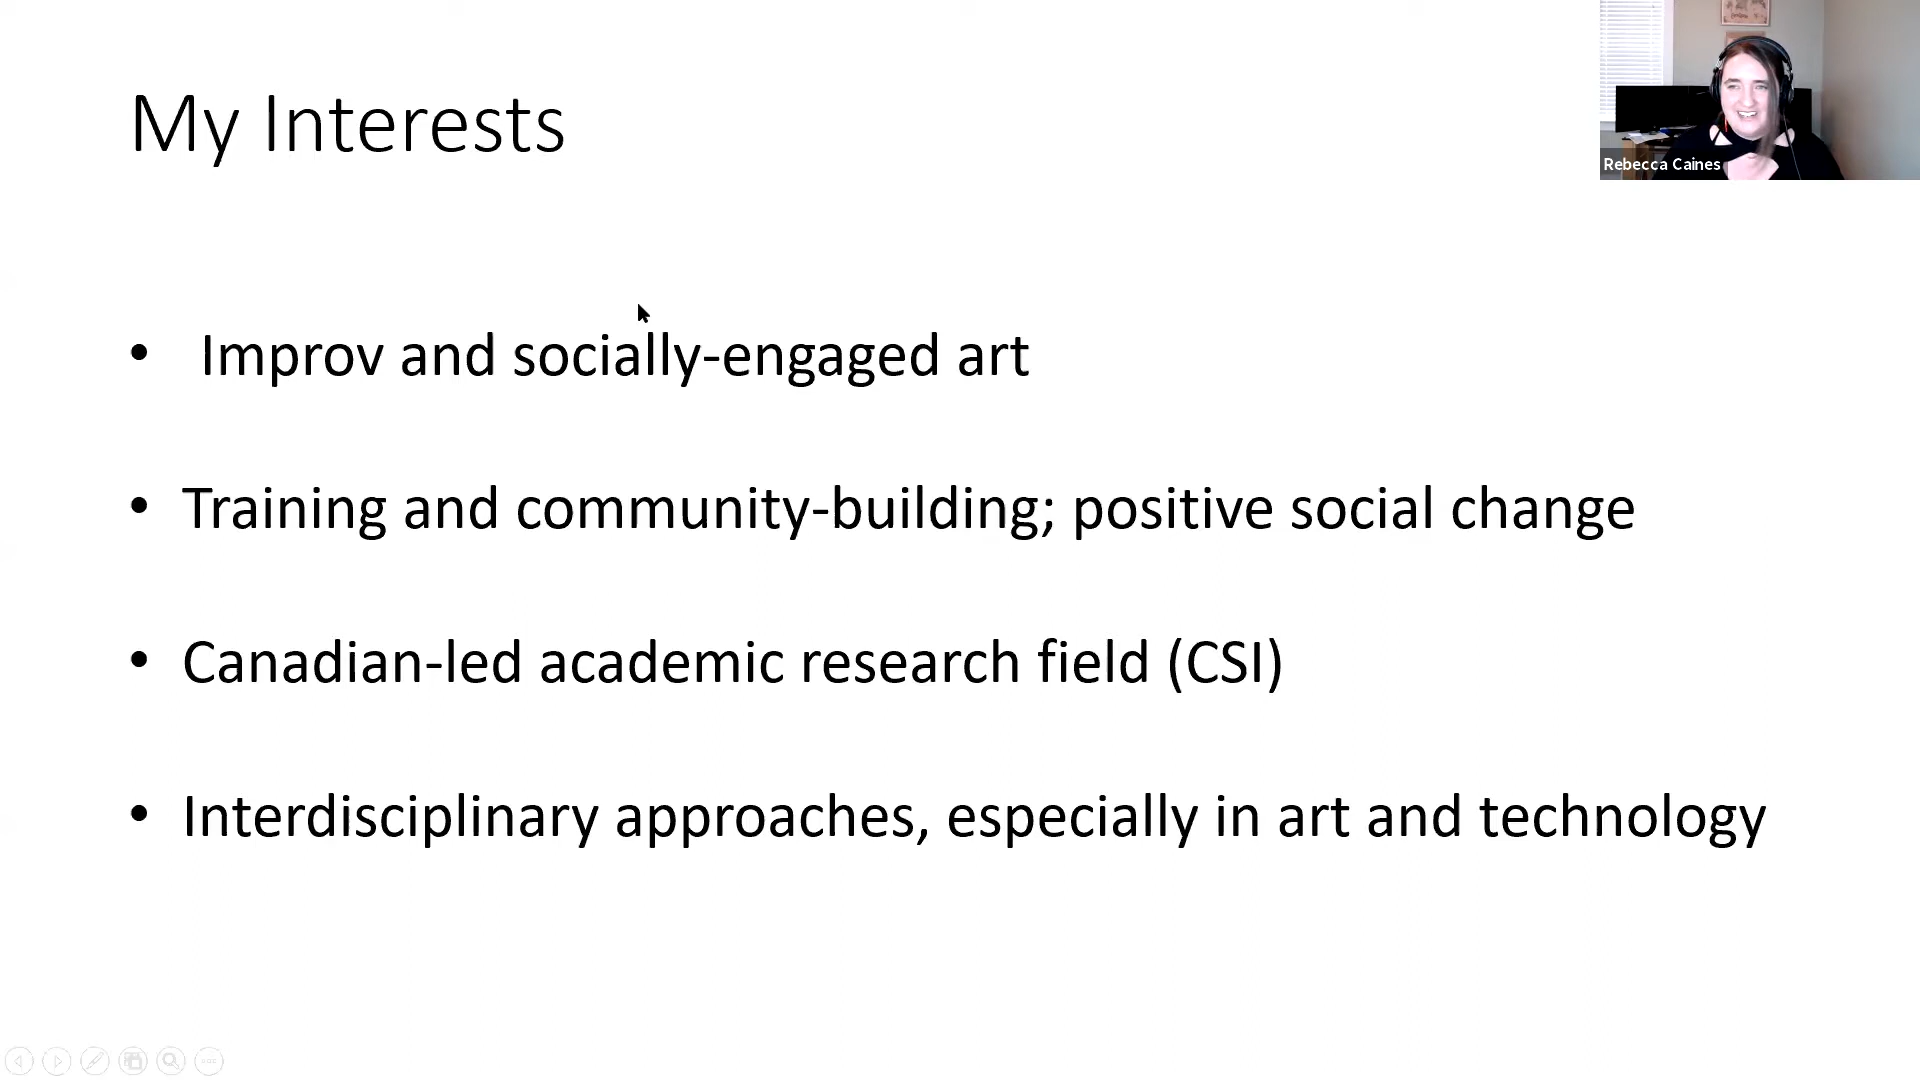 My Interests
Rebecca Caines
• Improv and socially-engaged art
• Training and community-building; positive social change
• Canadian-led academic research field (CSI)
• Interdisciplinary approaches, especially in art and technology